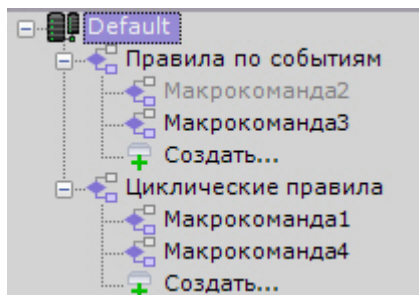 Default
Правила по событиям
Макрокоманда2
Макрокоманда3
Создать...
Циклические правила
Макрокоманда1
Макрокоманда4
Создать...